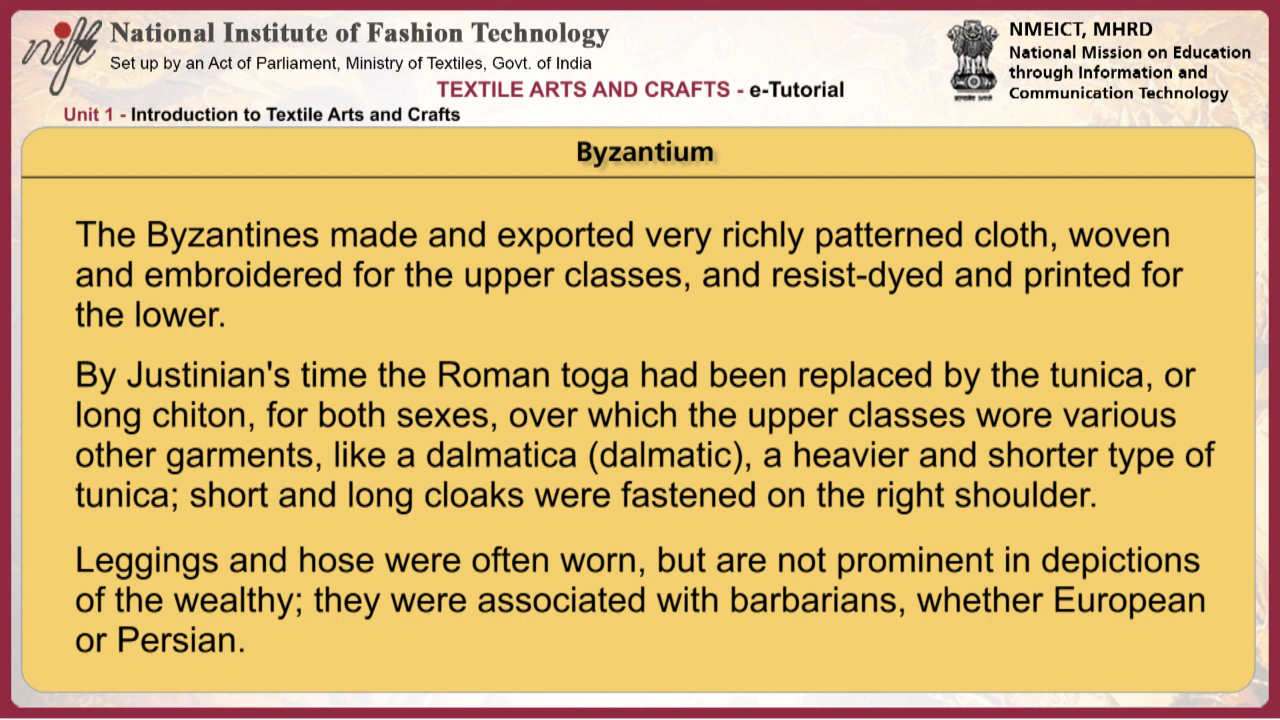 nift
National Institute of Fashion Technology
Set up by an Act of Parliament, Ministry of Textiles, Govt. of India
NMEICT, MHRD
National Mission on Education
through Information and
Communication Technology
TEXTILE ARTS AND CRAFTS - e-Tutorial
Unit 1 - Introduction to Textile Arts and Crafts
Byzantium
The Byzantines made and exported very richly patterned cloth, woven
and embroidered for the upper classes, and resist-dyed and printed for
the lower.
By Justinian's time the Roman toga had been replaced by the tunica, or
long chiton, for both sexes, over which the upper classes wore various
other garments, like a dalmatica (dalmatic), a heavier and shorter type of
tunica; short and long cloaks were fastened on the right shoulder.
Leggings and hose were often worn, but are not prominent in depictions
of the wealthy; they were associated with barbarians, whether European
or Persian.